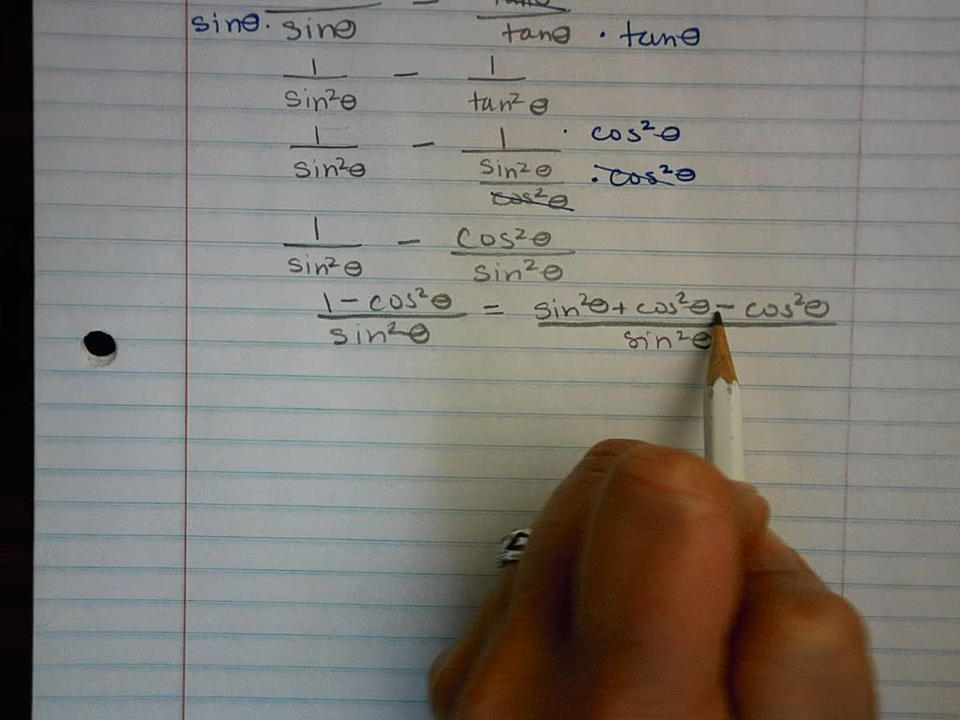 sinθ · sinθ   tanθ · tanθ
1/sin²θ − 1/tan²θ
1/sin²θ − 1/(sin²θ/cos²θ) · cos²θ/· cos²θ
1/sin²θ − cos²θ/sin²θ
(1 − cos²θ)/sin²θ = (sin²θ + cos²θ − cos²θ)/sin²θ